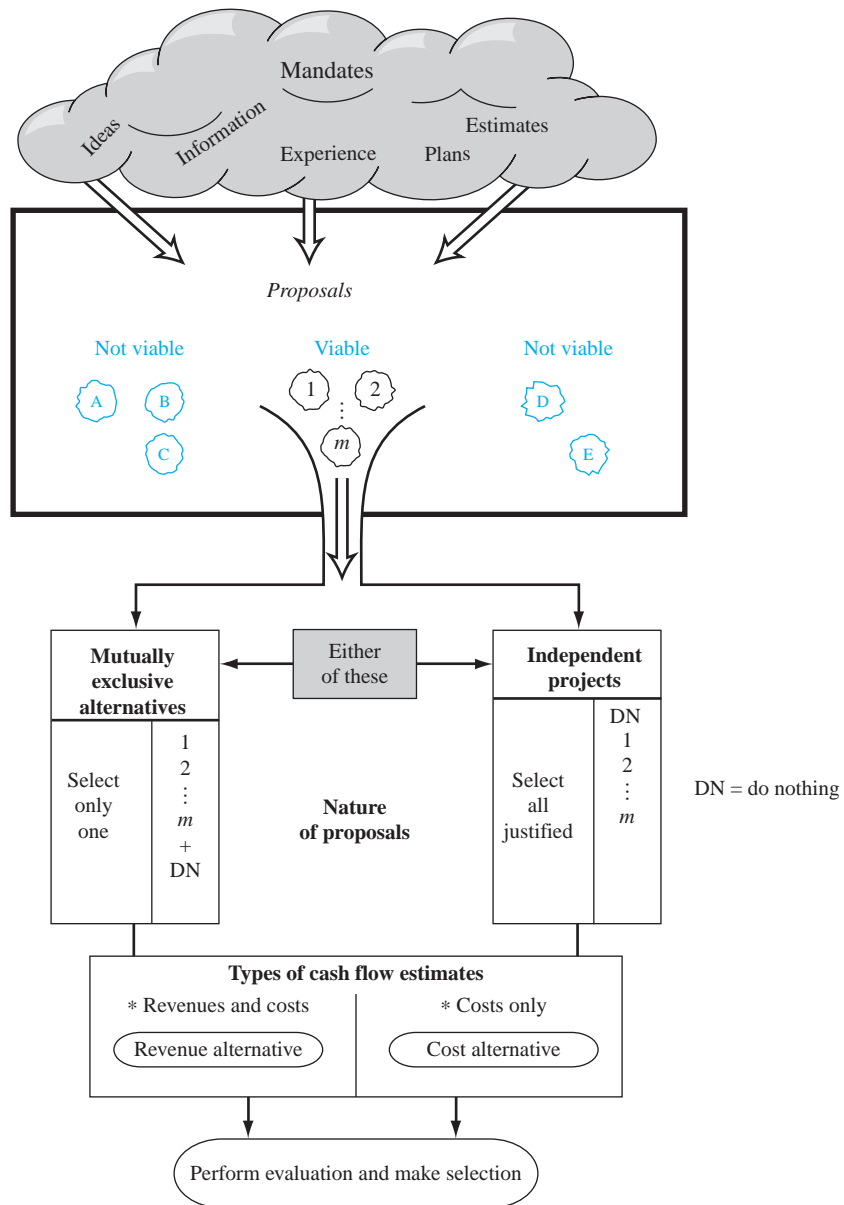 Mandates
Ideas
Information
Estimates
Experience
Plans
Proposals
Not viable
Viable
Not viable
A
B
C
1
2
⋮
m
D
E
Mutually
exclusive
alternatives
Select
only
one
1
2
⋮
m
+
DN
Either
of these
Nature
of proposals
Independent
projects
Select
all
justified
DN
1
2
⋮
m
DN = do nothing
Types of cash flow estimates
* Revenues and costs
Revenue alternative
* Costs only
Cost alternative
Perform evaluation and make selection